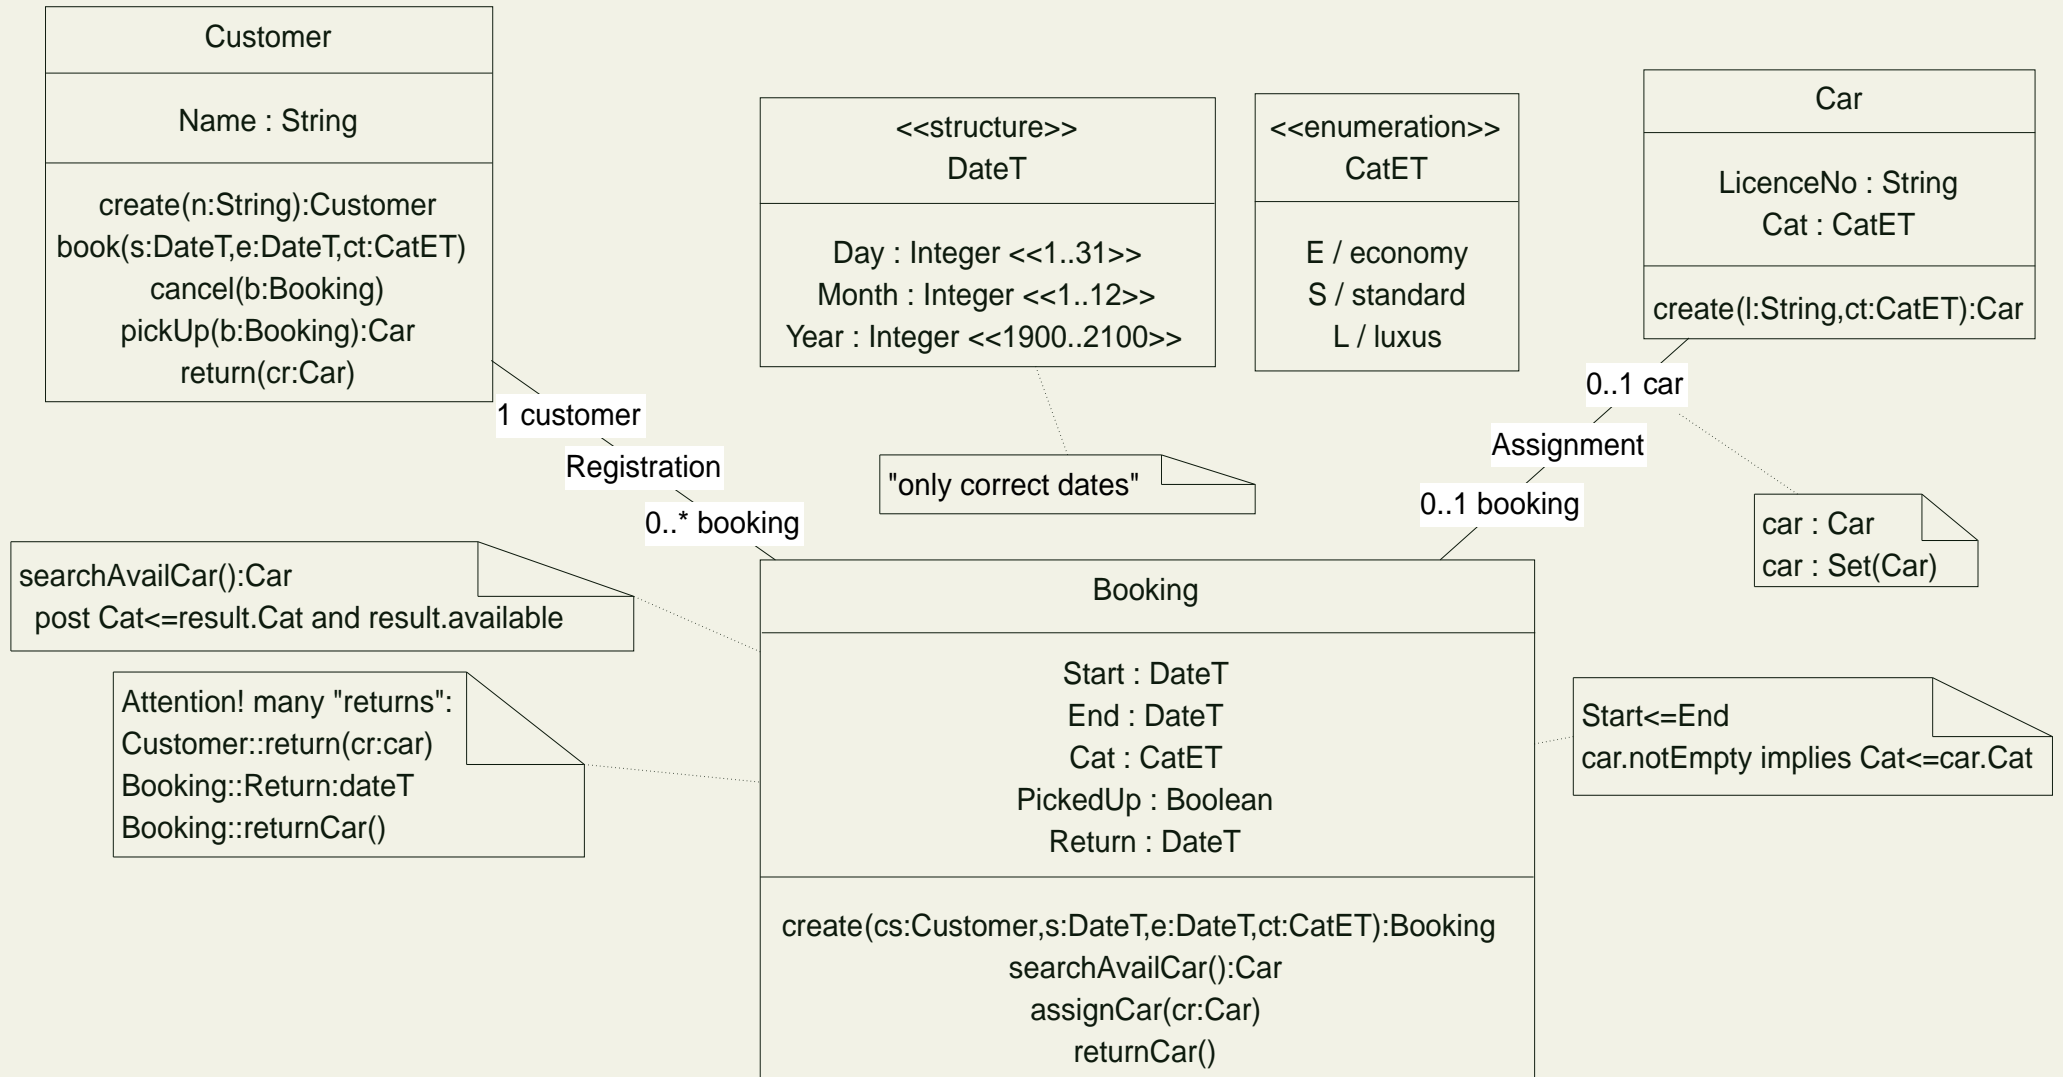 Customer
Name : String
create(n:String):Customer
book(s:DateT,e:DateT,ct:CatET)
cancel(b:Booking)
pickUp(b:Booking):Car
return(cr:Car)
<<structure>>
DateT
Day : Integer <<1..31>>
Month : Integer <<1..12>>
Year : Integer <<1900..2100>>
<<enumeration>>
CatET
E / economy
S / standard
L / luxus
Car
LicenceNo : String
Cat : CatET
create(l:String,ct:CatET):Car
1 customer
Registration
0..* booking
"only correct dates"
0..1 car
Assignment
0..1 booking
car : Car
car : Set(Car)
searchAvailCar():Car
post Cat<=result.Cat and result.available
Attention! many "returns":
Customer::return(cr:car)
Booking::Return:dateT
Booking::returnCar()
Booking
Start : DateT
End : DateT
Cat : CatET
PickedUp : Boolean
Return : DateT
create(cs:Customer,s:DateT,e:DateT,ct:CatET):Booking
searchAvailCar():Car
assignCar(cr:Car)
returnCar()
Start<=End
car.notEmpty implies Cat<=car.Cat